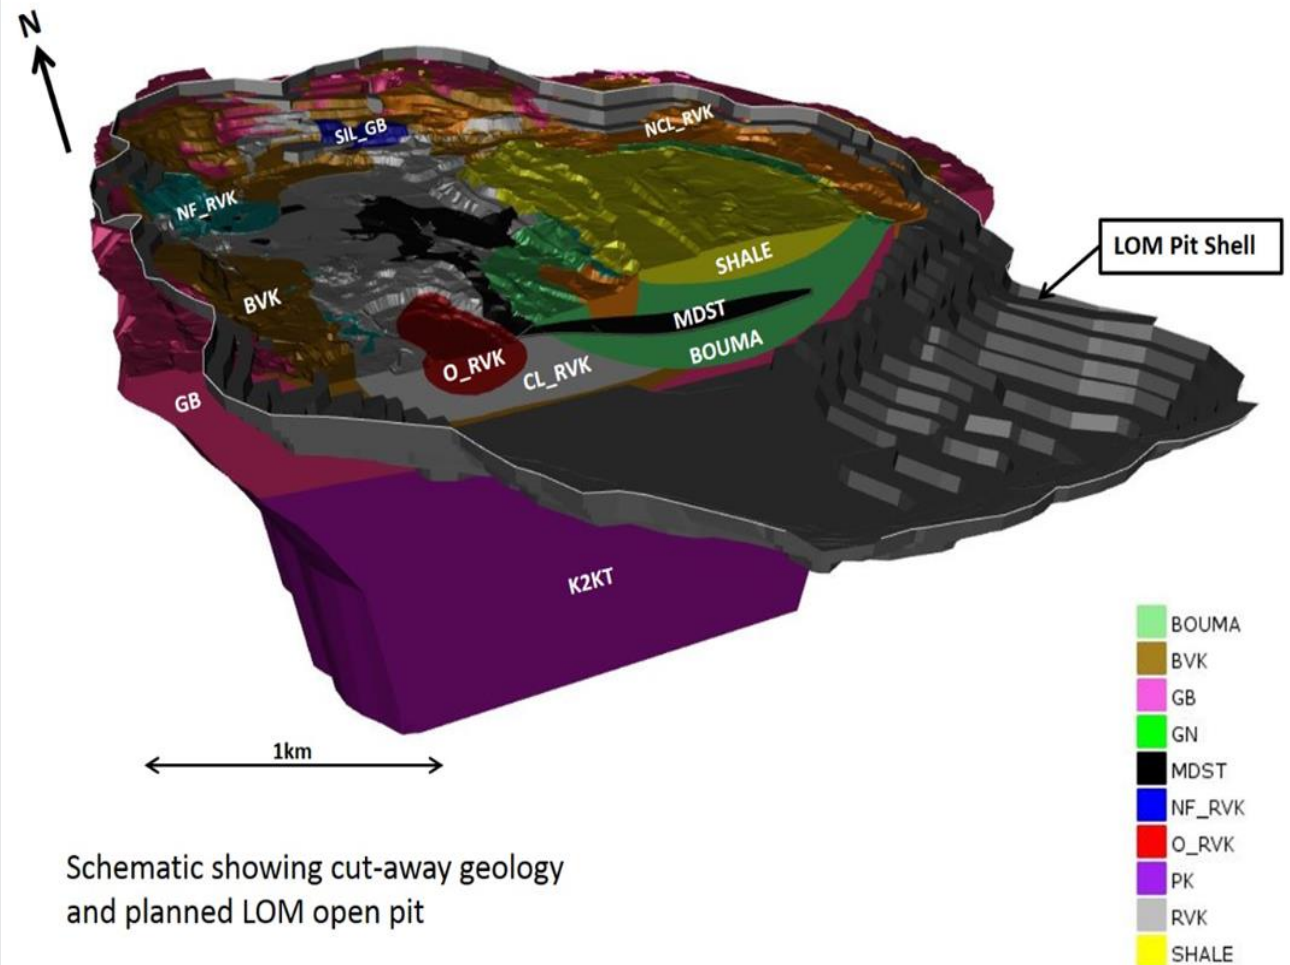 N
SIL_GB
NCL_RVK
NF_RVK
LOM Pit Shell
SHALE
BVK
MDST
BOUMA
O_RVK
CL_RVK
GB
K2KT
1km
BOUMA
BVK
GB
GN
MDST
NF_RVK
O_RVK
PK
RVK
SHALE
Schematic showing cut-away geology
and planned LOM open pit